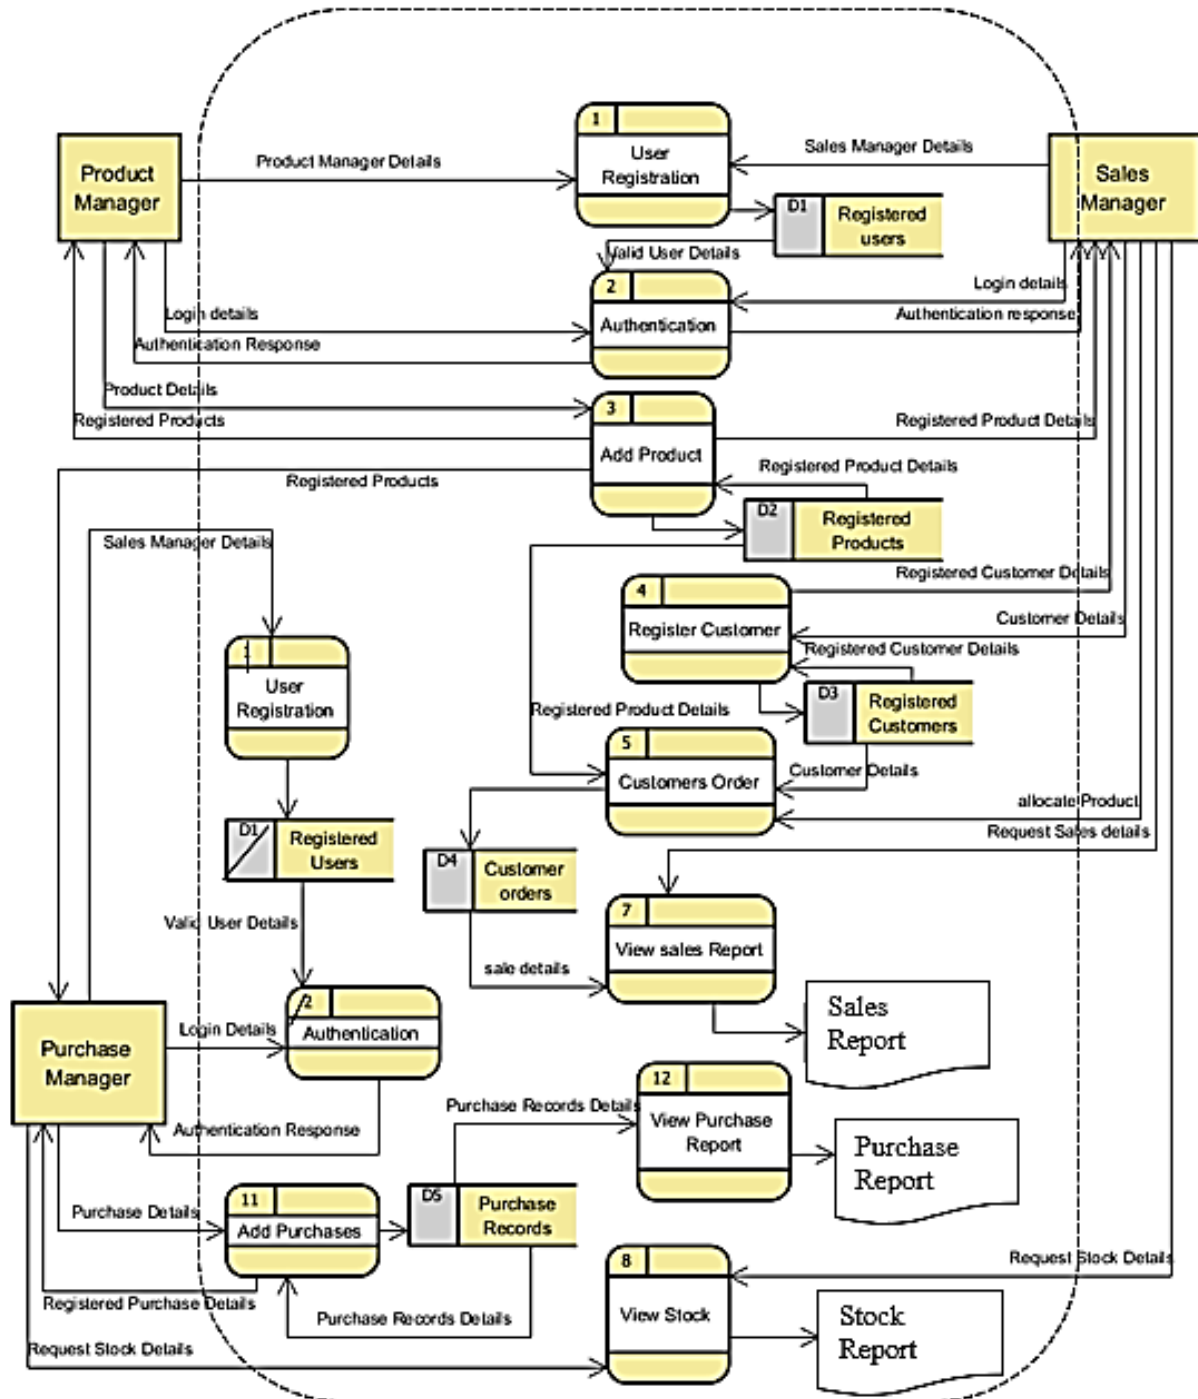 1
User
Registration
Product Manager Details
Sales Manager Details
Product
Manager
Sales
Manager
D1
Registered
users
Valid User Details
2
Authentication
Login details
Authentication Response
Login details
Authentication response
Product Details
Registered Products
3
Add Product
Registered Product Details
Registered Products
Registered Product Details
D2
Registered
Products
Sales Manager Details
Registered Customer Details
4
Register Customer
Customer Details
Registered Customer Details
1
User
Registration
D3
Registered
Customers
Registered Product Details
5
Customers Order
Customer Details
allocate Product
Request Sales details
D1
Registered
Users
D4
Customer
orders
Valid User Details
7
View sales Report
sale details
Sales
Report
2
Authentication
Login Details
Purchase
Manager
Authentication Response
12
View Purchase
Report
Purchase Records Details
Purchase
Report
11
Add Purchases
Purchase Details
D5
Purchase
Records
Registered Purchase Details
Purchase Records Details
Request Stock Details
8
View Stock
Request Stock Details
Stock
Report